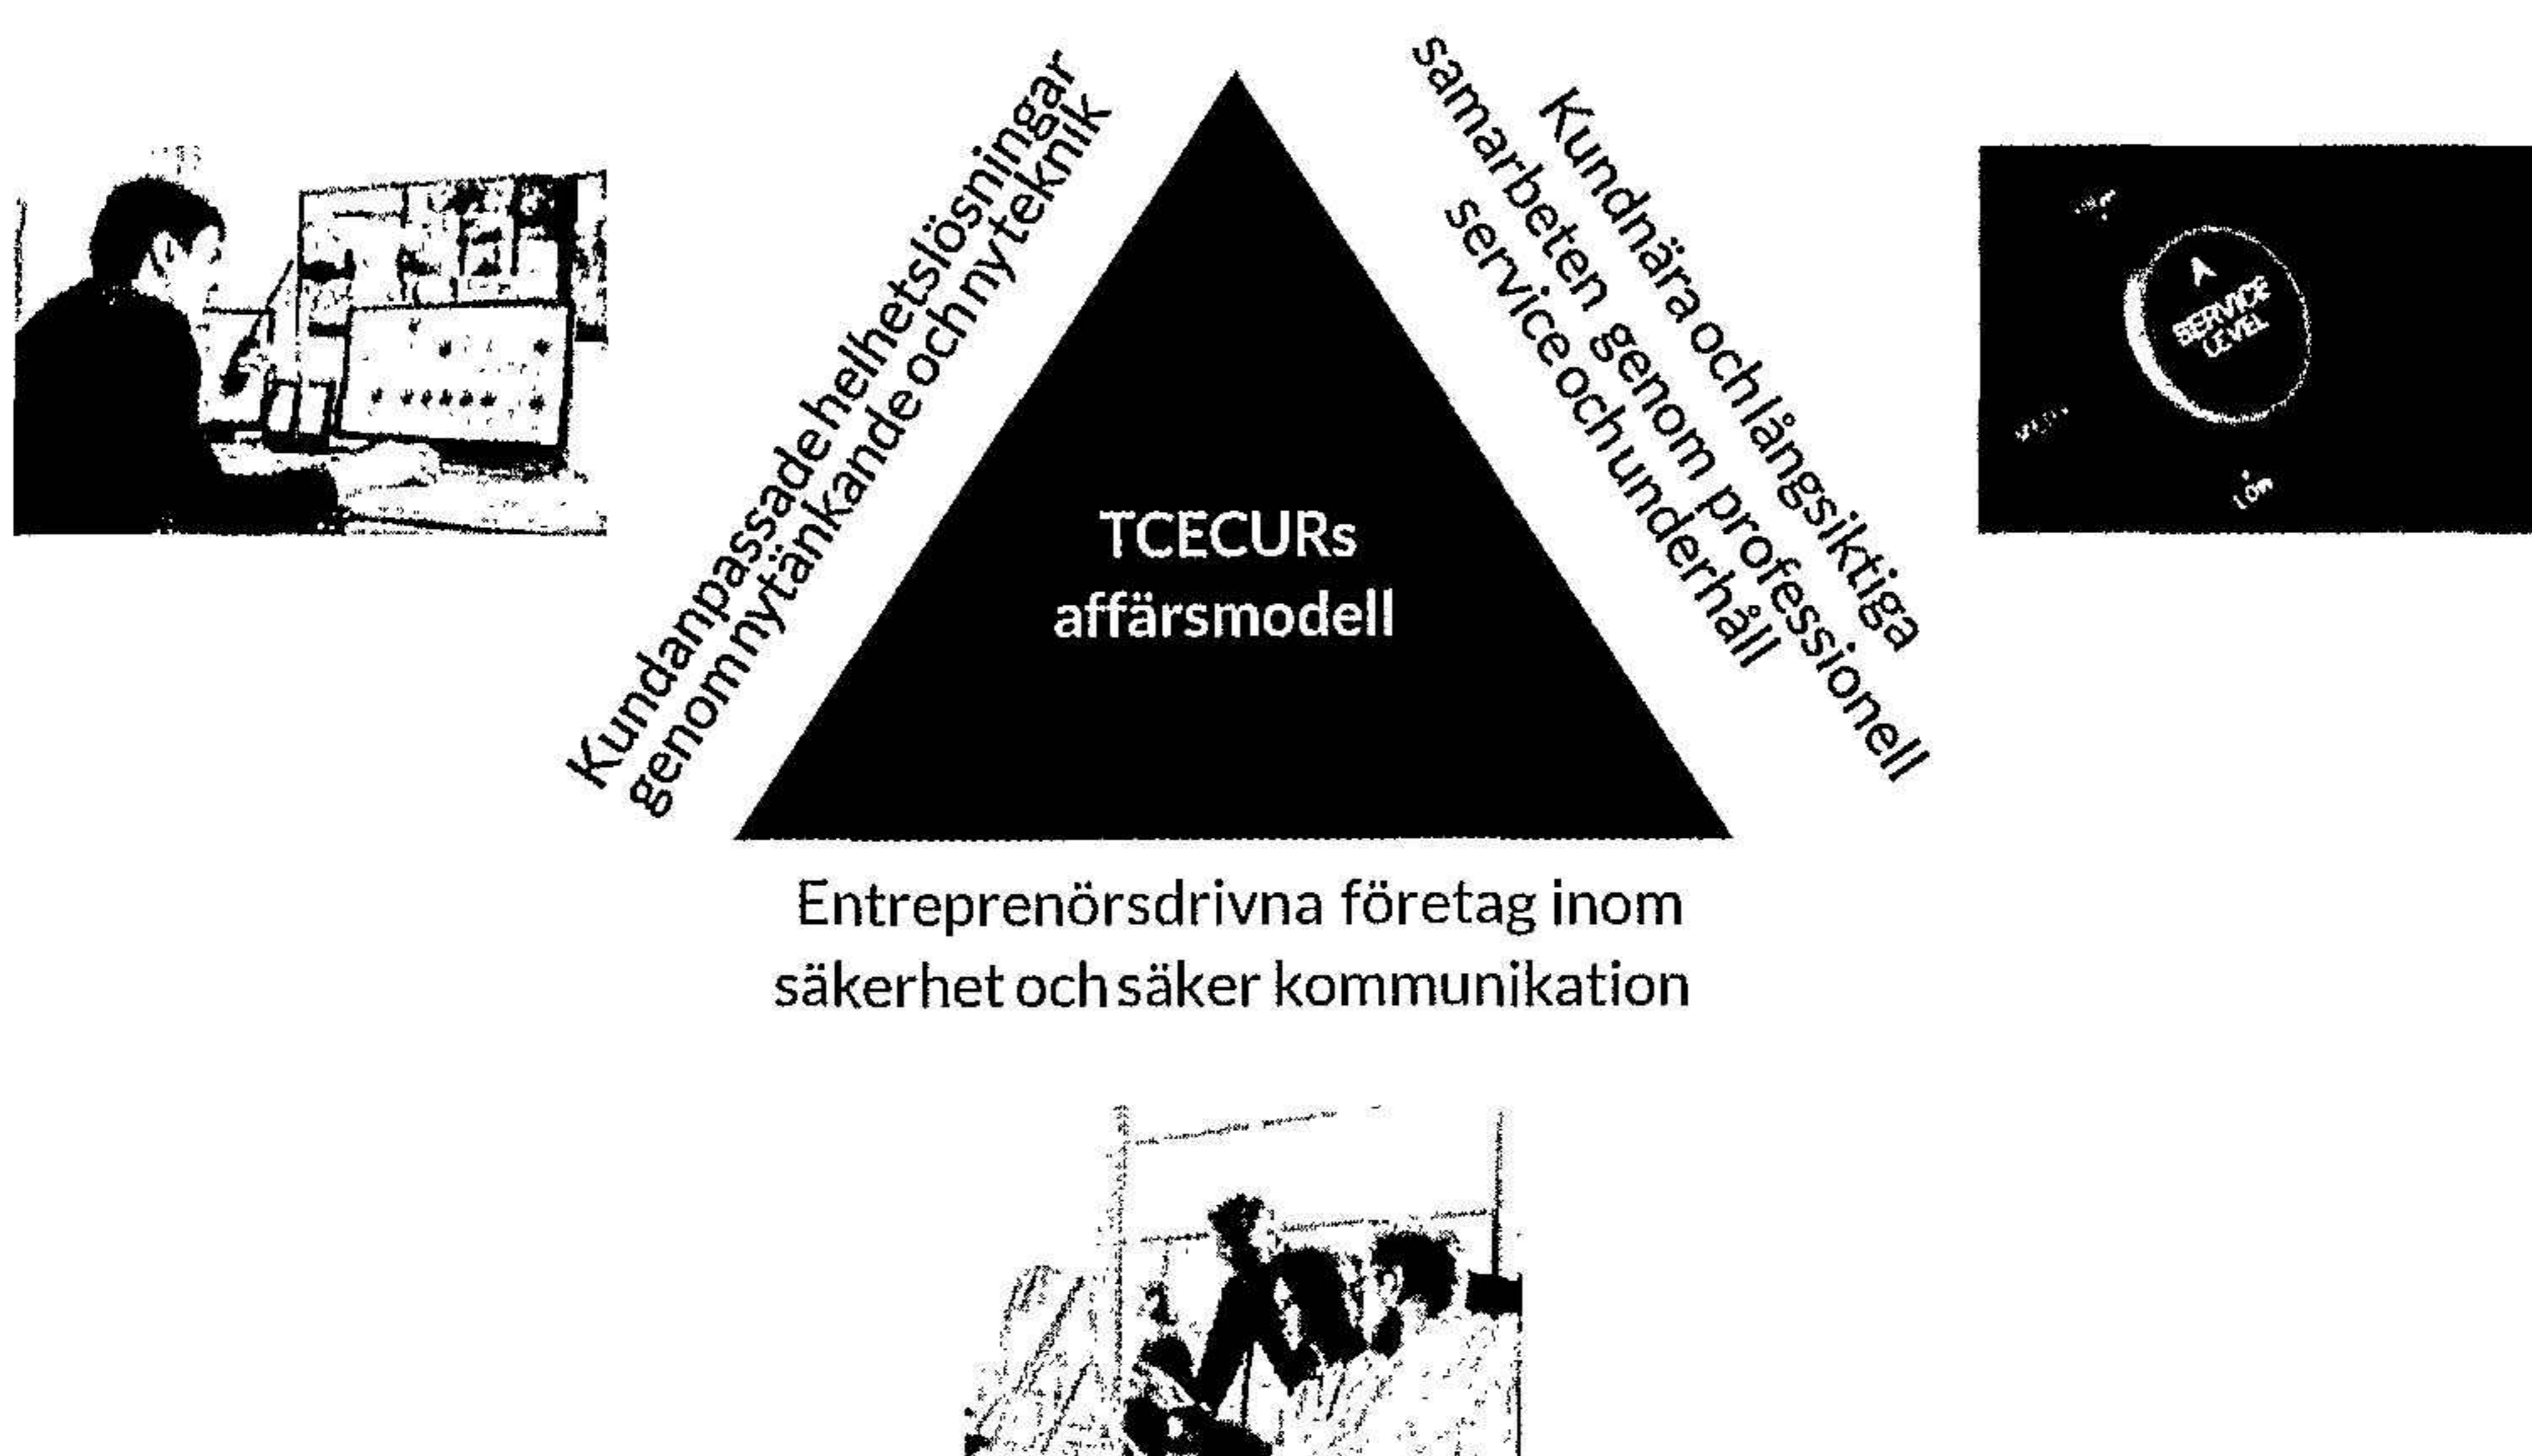 Kundanpassade helhetslösningar
genom nytänkande och ny teknik
Kundnära och långsiktiga
samarbeten genom professionell
service och underhåll
TCECURs
affärsmodell
SERVICE
LEVEL
LOW
Entreprenörsdrivna företag inom
säkerhet och säker kommunikation